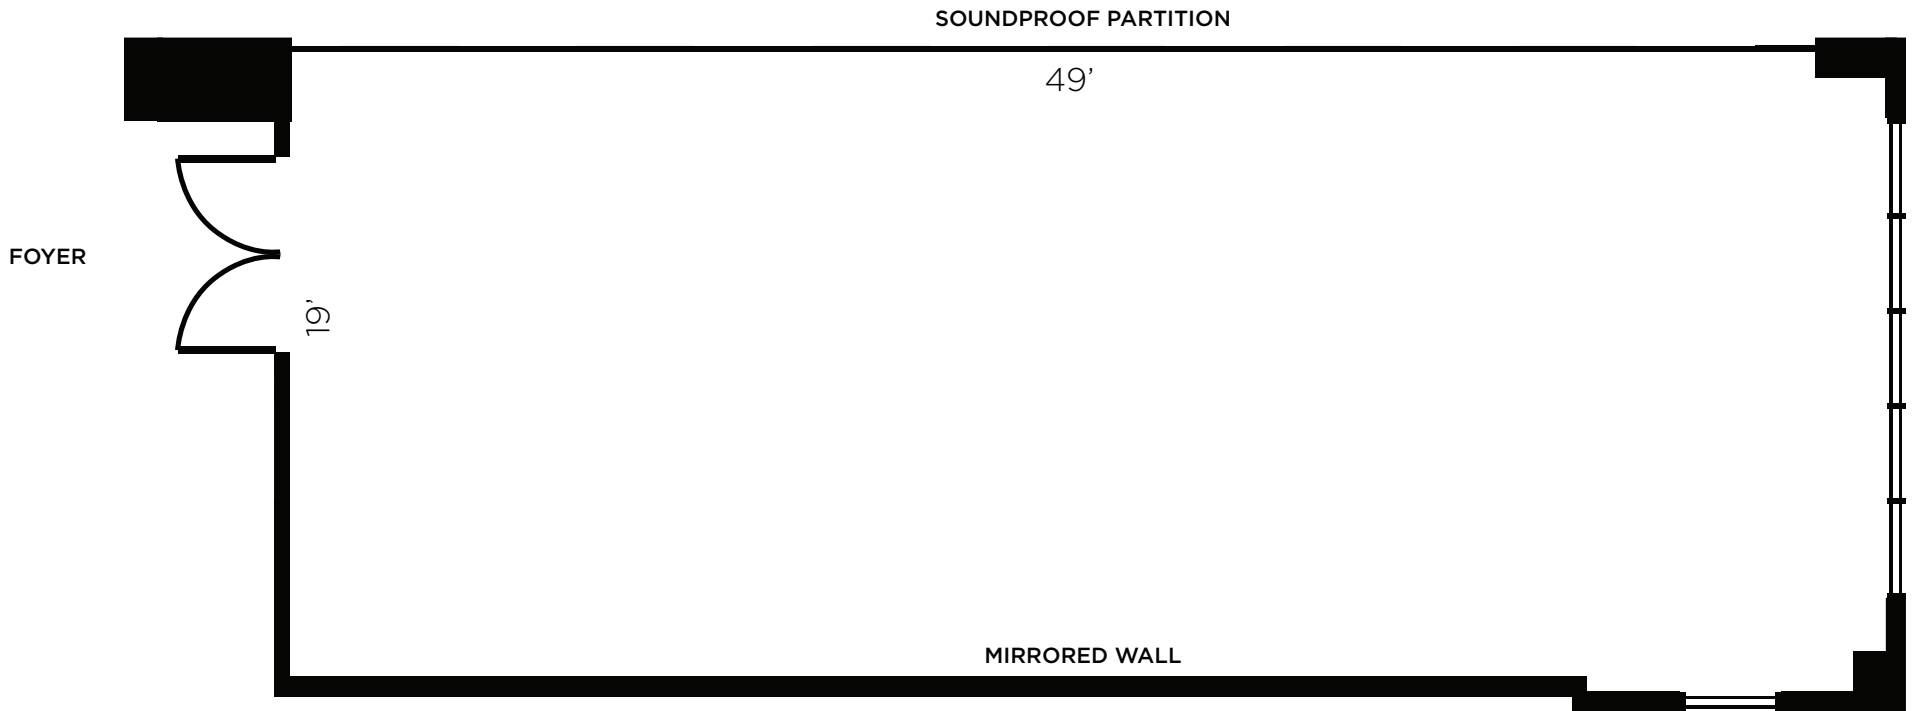 SOUNDPROOF PARTITION
49’
FOYER
19’
MIRRORED WALL